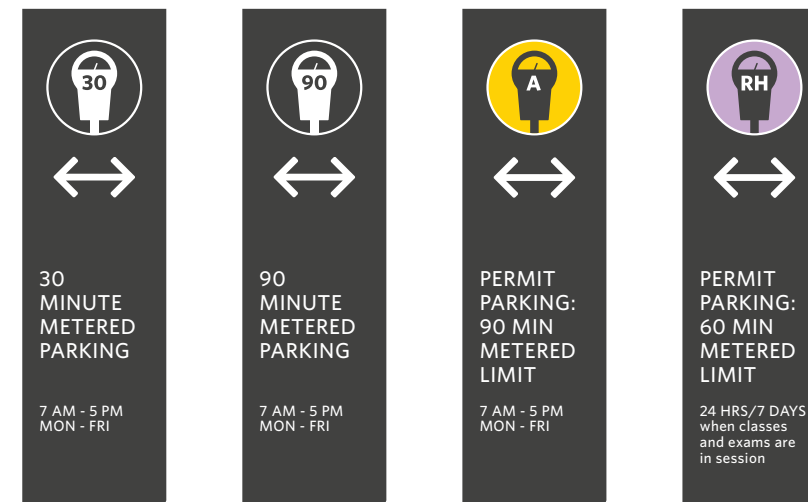 30
30
MINUTE
METERED
PARKING
7 AM - 5 PM
MON - FRI
90
90
MINUTE
METERED
PARKING
7 AM - 5 PM
MON - FRI
A
PERMIT
PARKING:
90 MIN
METERED
LIMIT
7 AM - 5 PM
MON - FRI
RH
PERMIT
PARKING:
60 MIN
METERED
LIMIT
24 HRS/7 DAYS
when classes
and exams are
in session